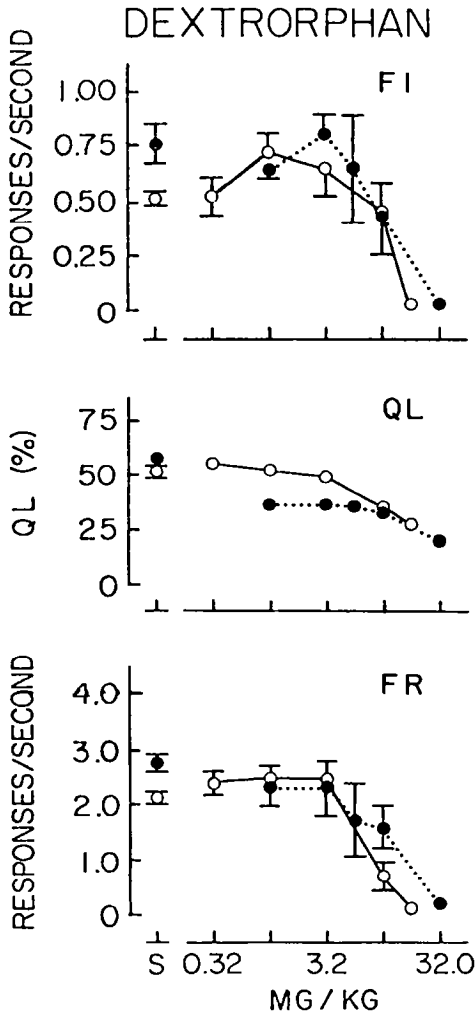 DEXTRORPHAN
RESPONSES/SECOND
FI
1.00
0.75
0.50
0.25
0
QL (%)
QL
75
50
25
0
RESPONSES/SECOND
FR
4.0
3.0
2.0
1.0
0
S 0.32 3.2 32.0
MG/KG